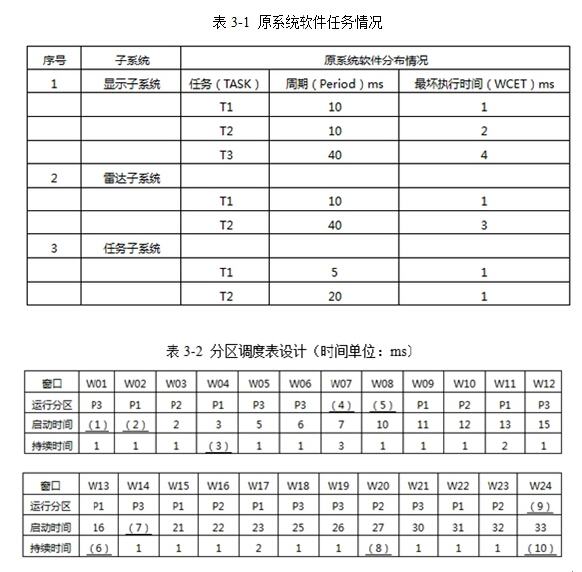 表 3-1 原系统软件任务情况
序号 子系统 原系统软件分布情况
1 显示子系统 任务（TASK） 周期（Period）ms 最坏执行时间（WCET）ms
T1 10 1
T2 10 2
T3 40 4
2 雷达子系统
T1 10 1
T2 40 3
3 任务子系统
T1 5 1
T2 20 1
表 3-2 分区调度表设计（时间单位：ms）
窗口 W01 W02 W03 W04 W05 W06 W07 W08 W09 W10 W11 W12
运行分区 P3 P1 P2 P1 P3 P3 (4) (5) P1 P2 P1 P3
启动时间 (1) (2) 2 3 5 6 7 10 11 12 13 15
持续时间 1 1 1 (3) 1 1 3 1 1 1 2 1
窗口 W13 W14 W15 W16 W17 W18 W19 W20 W21 W22 W23 W24
运行分区 P1 P3 P1 P2 P1 P3 P3 P1 P3 P1 P2 (9)
启动时间 16 (7) 21 22 23 25 26 27 30 31 32 33
持续时间 (6) 1 1 1 2 1 1 (8) 1 1 1 (10)